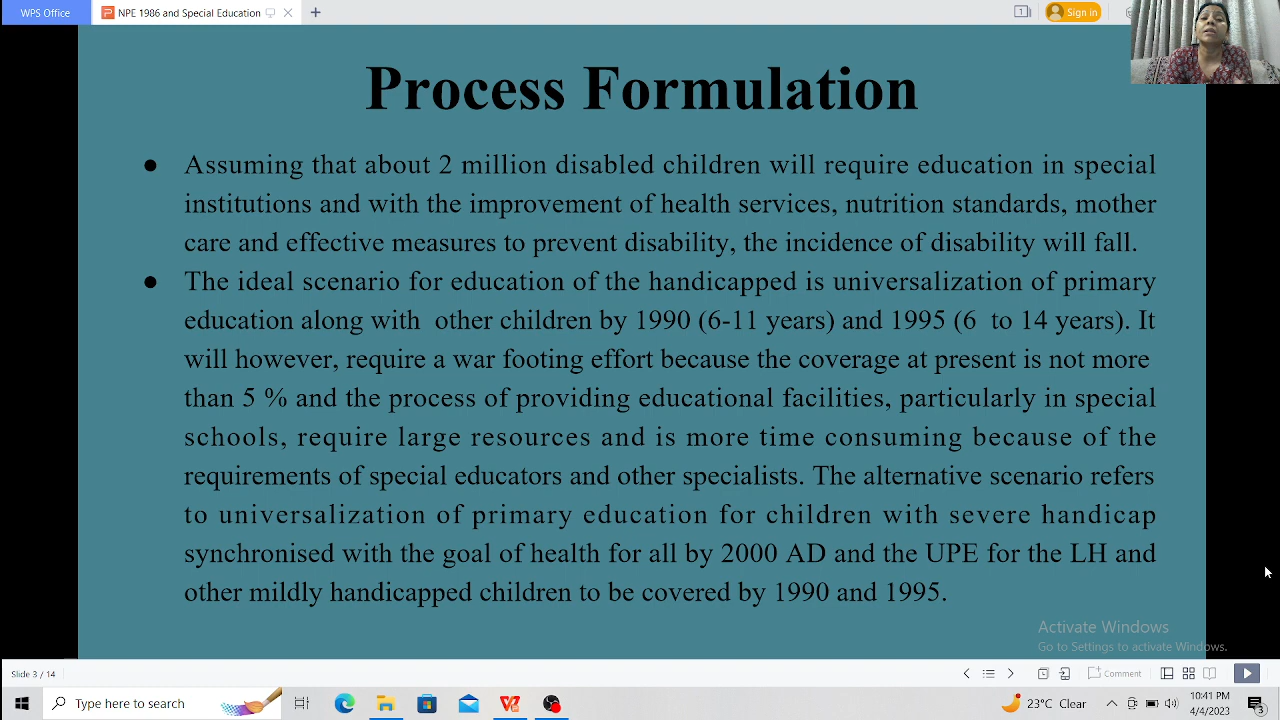 WPS Office
NPE 1986 and Special Education
Sign in
Process Formulation
● Assuming that about 2 million disabled children will require education in special
institutions and with the improvement of health services, nutrition standards, mother
care and effective measures to prevent disability, the incidence of disability will fall.
● The ideal scenario for education of the handicapped is universalization of primary
education along with other children by 1990 (6-11 years) and 1995 (6 to 14 years). It
will however, require a war footing effort because the coverage at present is not more
than 5 % and the process of providing educational facilities, particularly in special
schools, require large resources and is more time consuming because of the
requirements of special educators and other specialists. The alternative scenario refers
to universalization of primary education for children with severe handicap
synchronised with the goal of health for all by 2000 AD and the UPE for the LH and
other mildly handicapped children to be covered by 1990 and 1995.
Activate Windows
Go to Settings to activate Windows.
Slide 3 / 14
Comment
Type here to search
23°C Clear
10:41 PM
4/4/2023
3